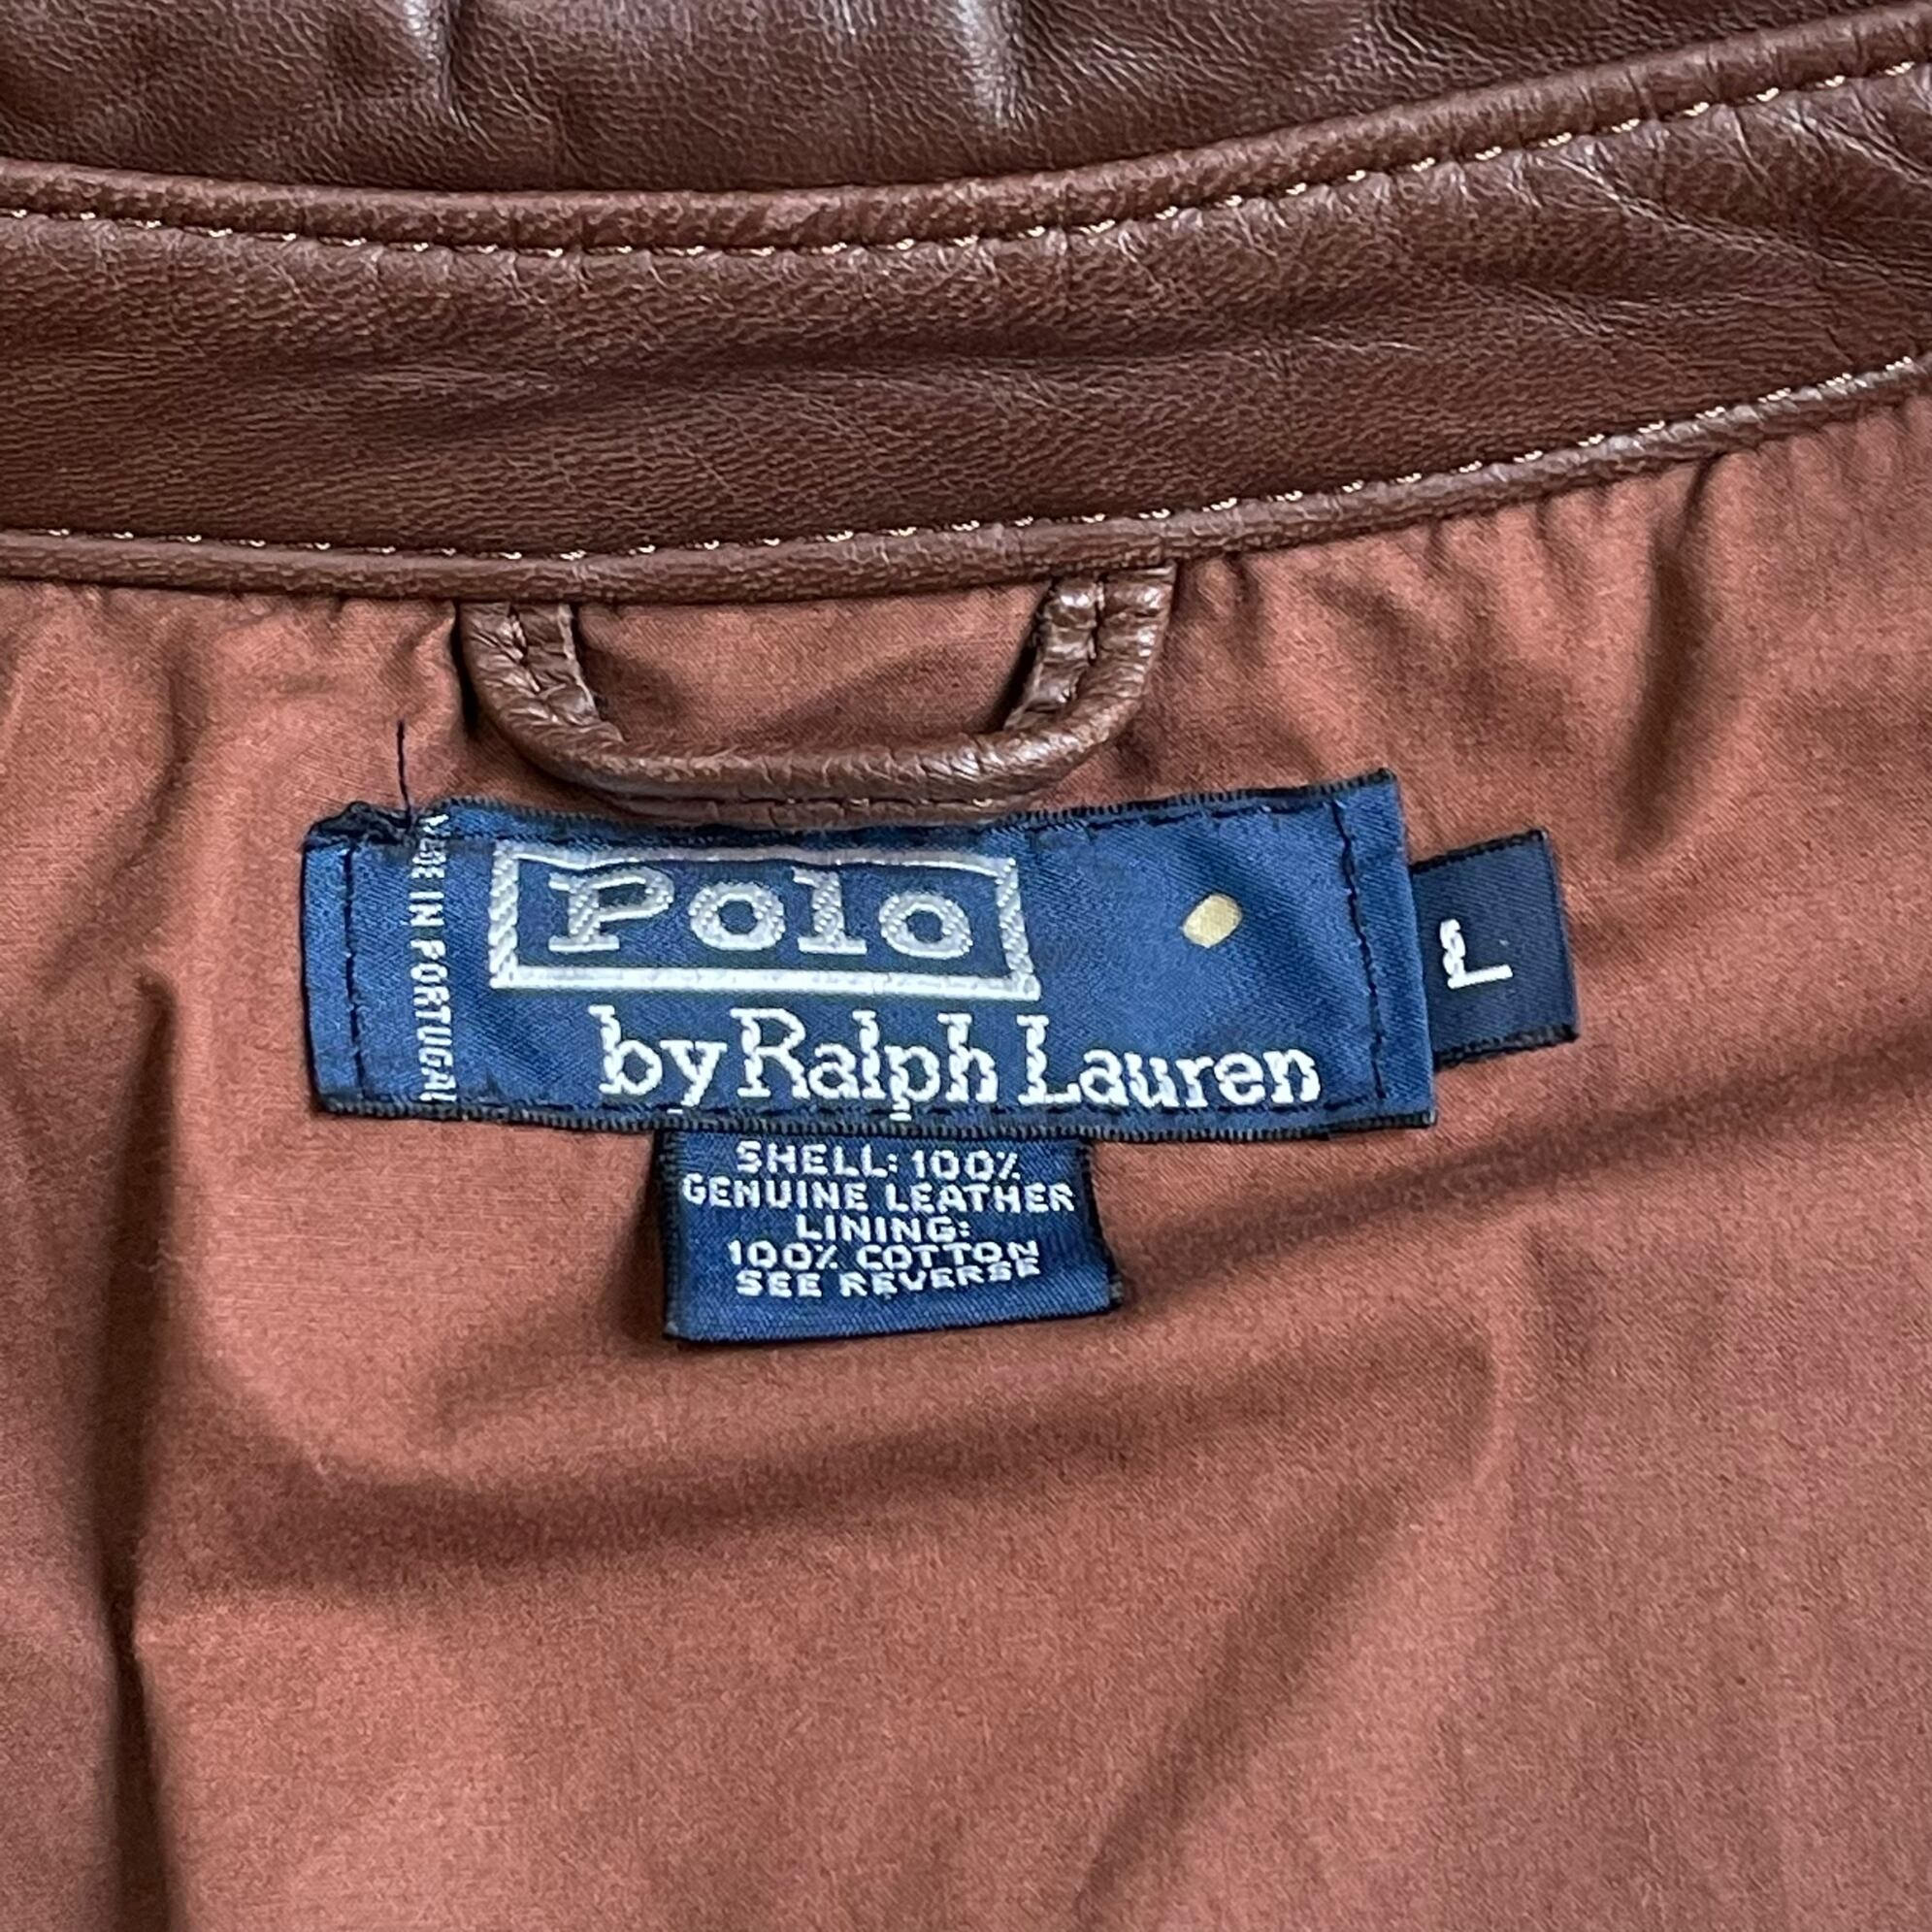 Polo
by Ralph Lauren
MADE IN PORTUGAL
L
SHELL: 100%
GENUINE LEATHER
LINING:
100% COTTON
SEE REVERSE